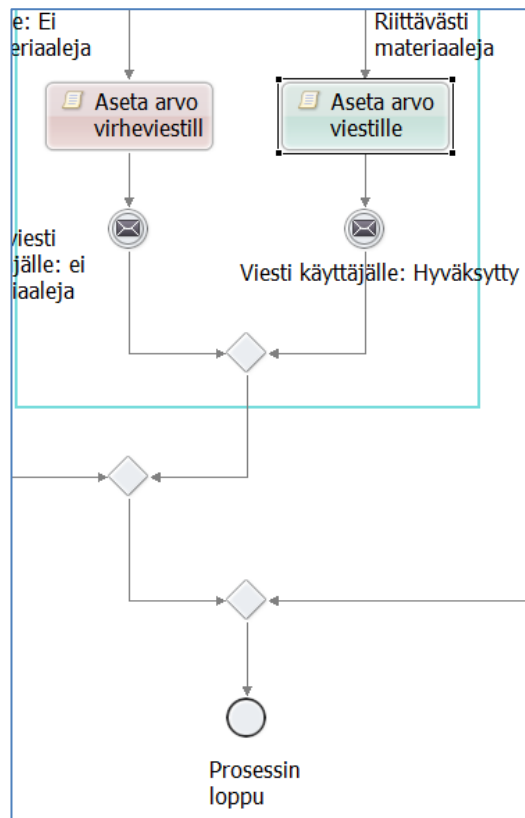 e: Ei
eriaaleja
Riittävästi
materiaaleja
Aseta arvo
virheviestill
Aseta arvo
viestille
viesti
jälle: ei
iaaleja
Viesti käyttäjälle: Hyväksytty
Prosessin
loppu